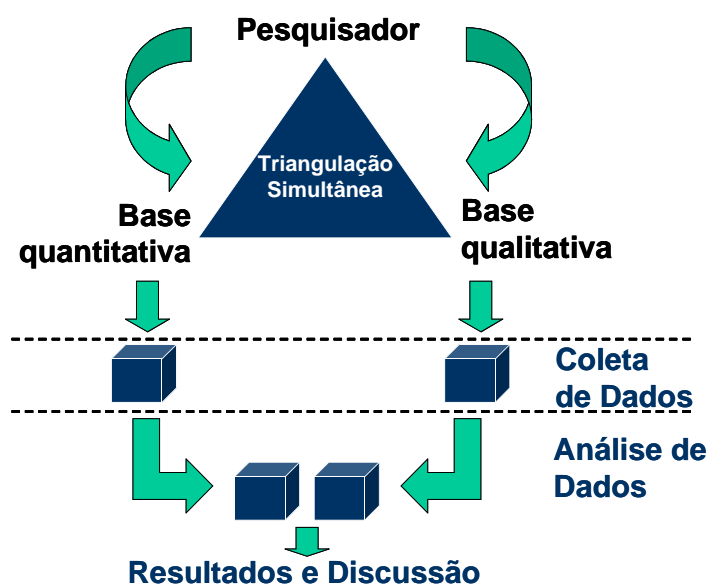 Pesquisador
Triangulação
Simultânea
Base
quantitativa
Base
qualitativa
Coleta
de Dados
Análise de
Dados
Resultados e Discussão